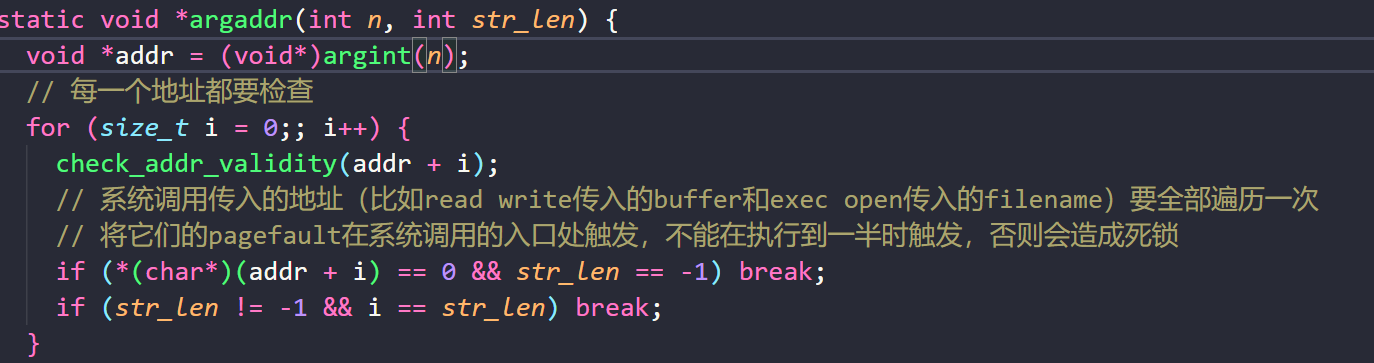 static void *argaddr(int n, int str_len) {
  void *addr = (void*)argint(n);
  // 每一个地址都要检查
  for (size_t i = 0;; i++) {
    check_addr_validity(addr + i);
    // 系统调用传入的地址（比如read write传入的buffer和exec open传入的filename）要全部遍历一次
    // 将它们的pagefault在系统调用的入口处触发，不能在执行到一半时触发，否则会造成死锁
    if (*(char*)(addr + i) == 0 && str_len == -1) break;
    if (str_len != -1 && i == str_len) break;
  }